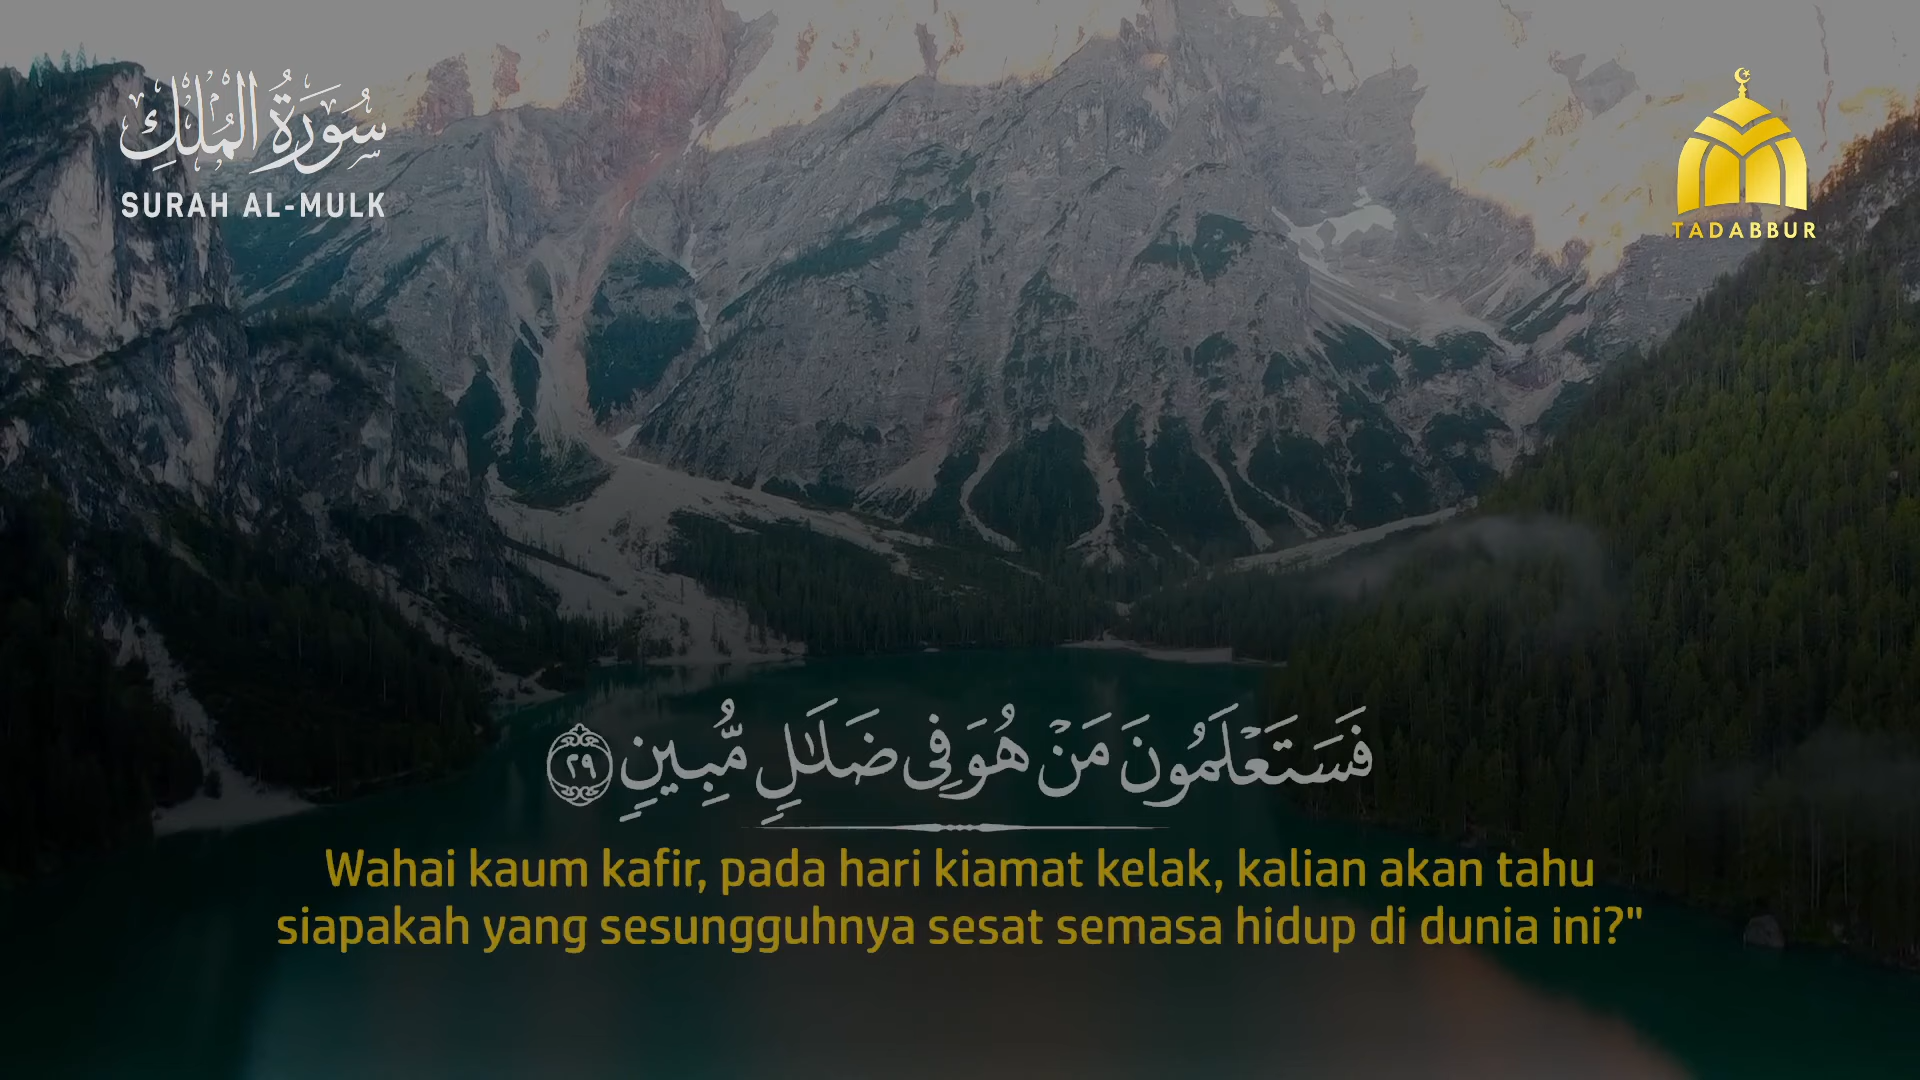 سُورَةُ الْمُلْكِ
SURAH AL-MULK
TADABBUR
فَسَتَعْلَمُونَ مَنْ هُوَ فِى ضَلَـٰلٍ مُّبِينٍ ٢٩
Wahai kaum kafir, pada hari kiamat kelak, kalian akan tahu
siapakah yang sesungguhnya sesat semasa hidup di dunia ini?"